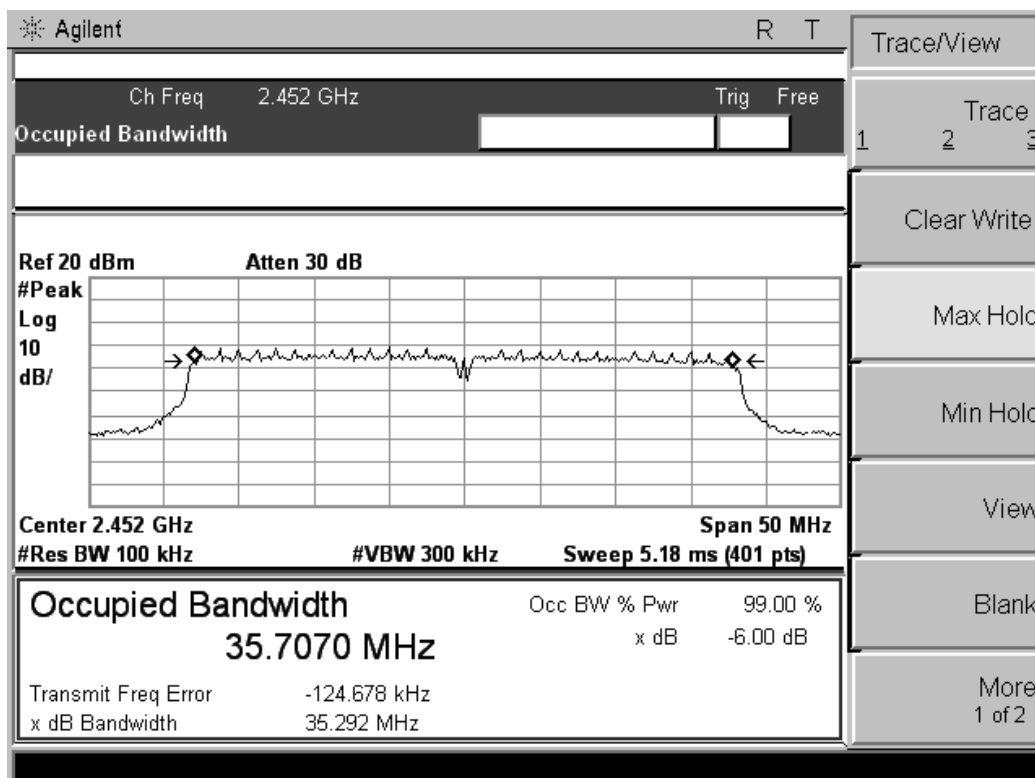 Agilent R T
Trace/View
Ch Freq 2.452 GHz Trig Free
Occupied Bandwidth
Trace
1 2 3
Clear Write
Ref 20 dBm Atten 30 dB
#Peak
Log
10
dB/
Max Hold
Min Hold
View
Center 2.452 GHz Span 50 MHz
#Res BW 100 kHz #VBW 300 kHz Sweep 5.18 ms (401 pts)
Occupied Bandwidth
35.7070 MHz
Occ BW % Pwr 99.00 %
x dB -6.00 dB
Transmit Freq Error -124.678 kHz
x dB Bandwidth 35.292 MHz
Blank
More
1 of 2